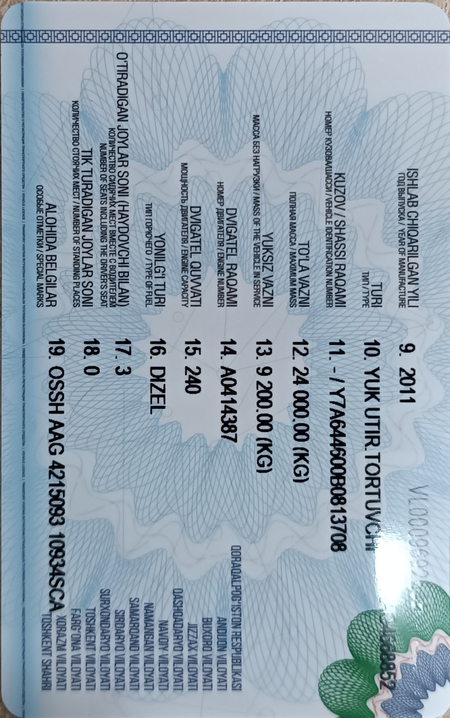 ISHLAB CHIQARILGAN YILI 9. 2011
ГОД ВЫПУСКА / YEAR OF MANUFACTURE
TURI 10. YUK UTIR.TORTUVCHI
ТИП / TYPE
KUZOV / SHASSI RAQAMI 11. - / Y7A644600B0813708
НОМЕР КУЗОВА/ШАССИ / VEHICLE IDENTIFICATION NUMBER
TO'LA VAZNI 12. 24 000.00 (KG)
ПОЛНАЯ МАССА / MAXIMUM MASS
YUKSIZ VAZNI 13. 9 200.00 (KG)
МАССА БЕЗ НАГРУЗКИ / MASS OF THE VEHICLE IN SERVICE
DVIGATEL RAQAMI 14. A0414387
НОМЕР ДВИГАТЕЛЯ / ENGINE NUMBER
DVIGATEL QUVVATI 15. 240
МОЩНОСТЬ ДВИГАТЕЛЯ / ENGINE CAPACITY
YONILG'I TURI 16. DIZEL
ТИП ГОРЮЧЕГО / TYPE OF FUEL
O'TIRADIGAN JOYLAR SONI (HAYDOVCHI BILAN) 17. 3
КОЛИЧЕСТВО СИДЯЧИХ МЕСТ ВМЕСТЕ С ВОДИТЕЛЕМ
NUMBER OF SEATS INCLUDING THE DRIVER'S SEAT
TIK TURADIGAN JOYLAR SONI 18. 0
КОЛИЧЕСТВО СТОЯЧИХ МЕСТ / NUMBER OF STANDING PLACES
ALOHIDA BELGILAR 19. OSSH AAG 4215093 10934SCA
ОСОБЫЕ ОТМЕТКИ / SPECIAL MARKS
QORAQALPOG'ISTON RESPUBLIKASI
ANDIJON VILOYATI
BUXORO VILOYATI
JIZZAX VILOYATI
QASHQADARYO VILOYATI
NAVOIY VILOYATI
NAMANGAN VILOYATI
SAMARQAND VILOYATI
SIRDARYO VILOYATI
SURXONDARYO VILOYATI
TOSHKENT VILOYATI
FARG'ONA VILOYATI
XORAZM VILOYATI
TOSHKENT SHAHRI